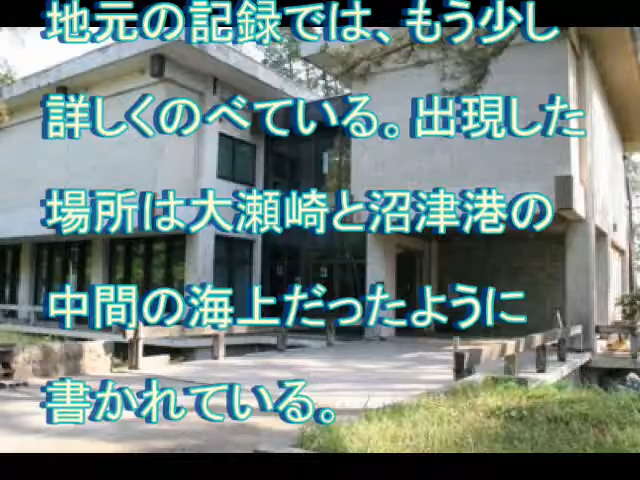 地元の記録では、もう少し
詳しくのべている。出現した
場所は大瀬崎と沼津港の
中間の海上だったように
書かれている。